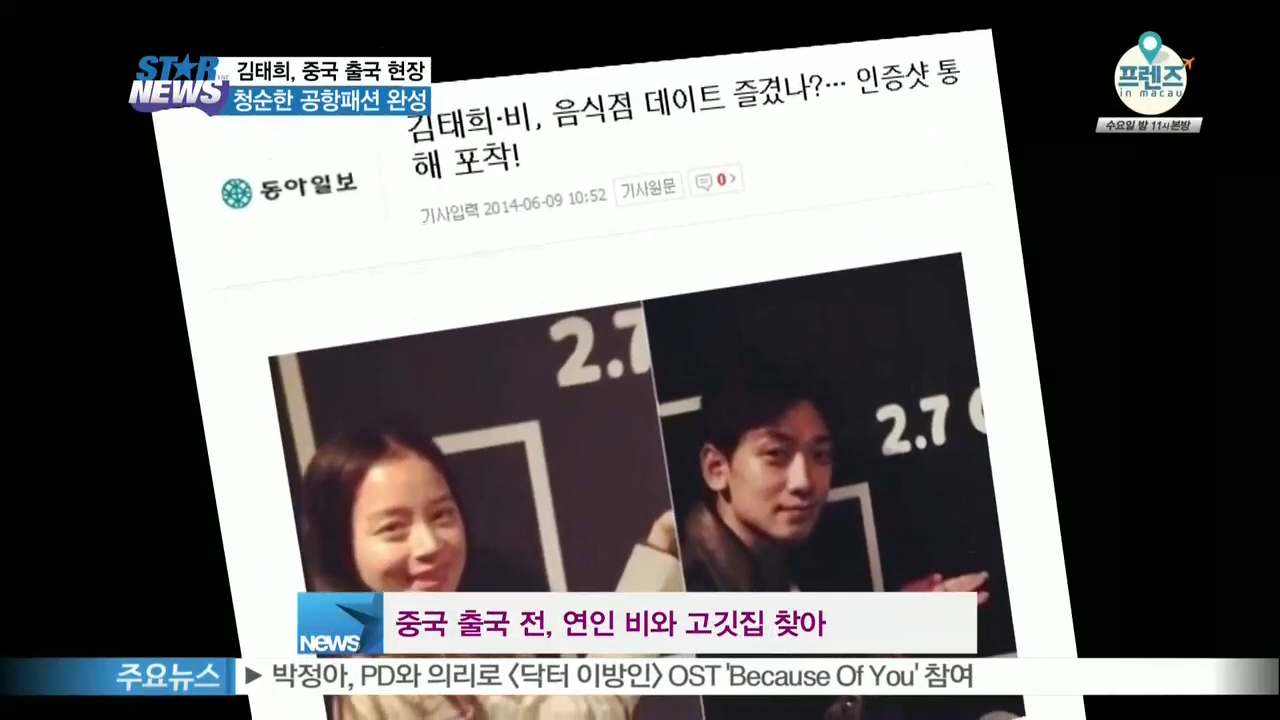 STAR NEWS
김태희, 중국 출국 현장
청순한 공항패션 완성
프렌즈
in macau
수요일 밤 11시 본방
김태희·비, 음식점 데이트 즐겼나?… 인증샷 통
해 포착!
동아일보
기사입력 2014-06-09 10:52 기사원문 0
2.7
2.7
NEWS
중국 출국 전, 연인 비와 고깃집 찾아
주요뉴스 ▶ 박정아, PD와 의리로 〈닥터 이방인〉 OST 'Because Of You' 참여